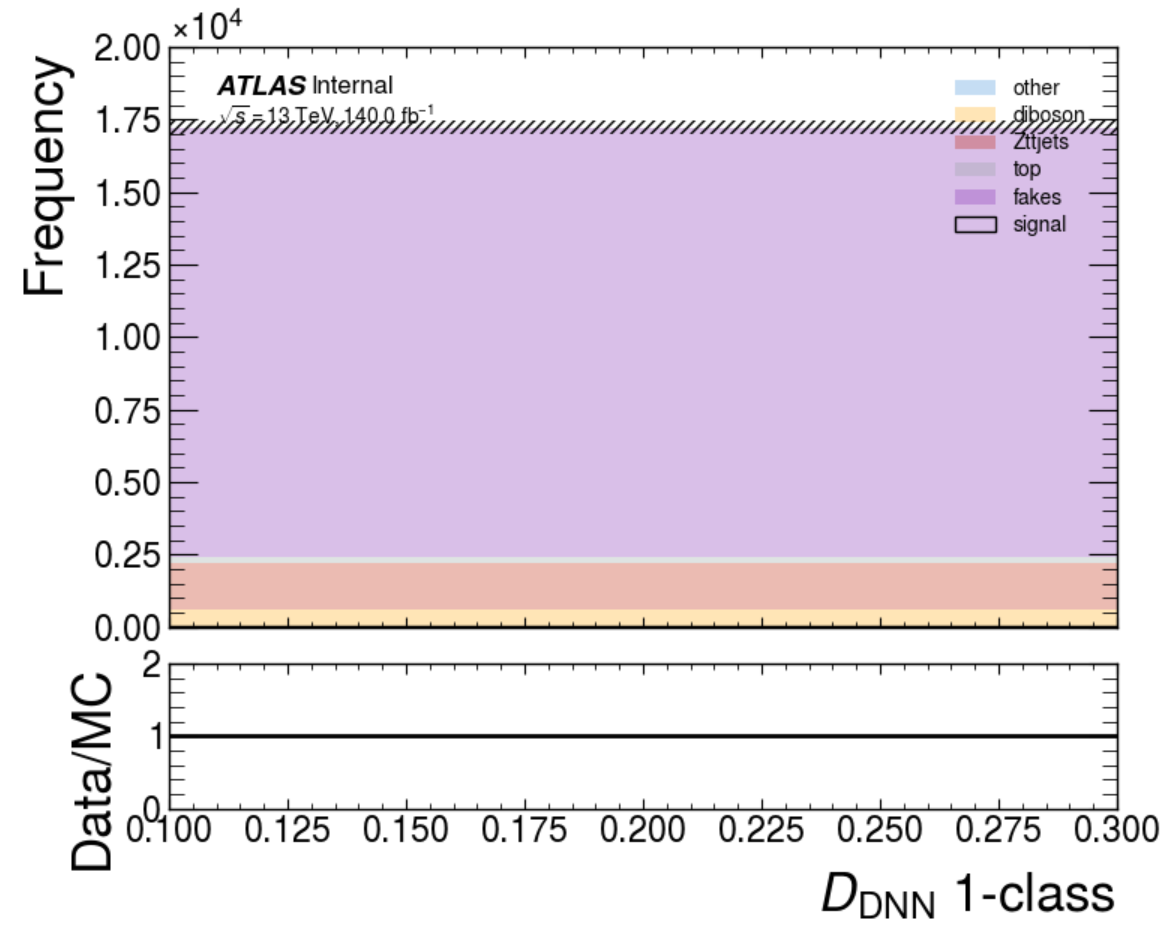 ×10⁴
Frequency
2.00
1.75
1.50
1.25
1.00
0.75
0.50
0.25
0.00
ATLAS Internal
√s = 13 TeV, 140.0 fb⁻¹
other
diboson
Zttjets
top
fakes
signal
Data/MC
2
1
0
0.100 0.125 0.150 0.175 0.200 0.225 0.250 0.275 0.300
D_DNN 1-class